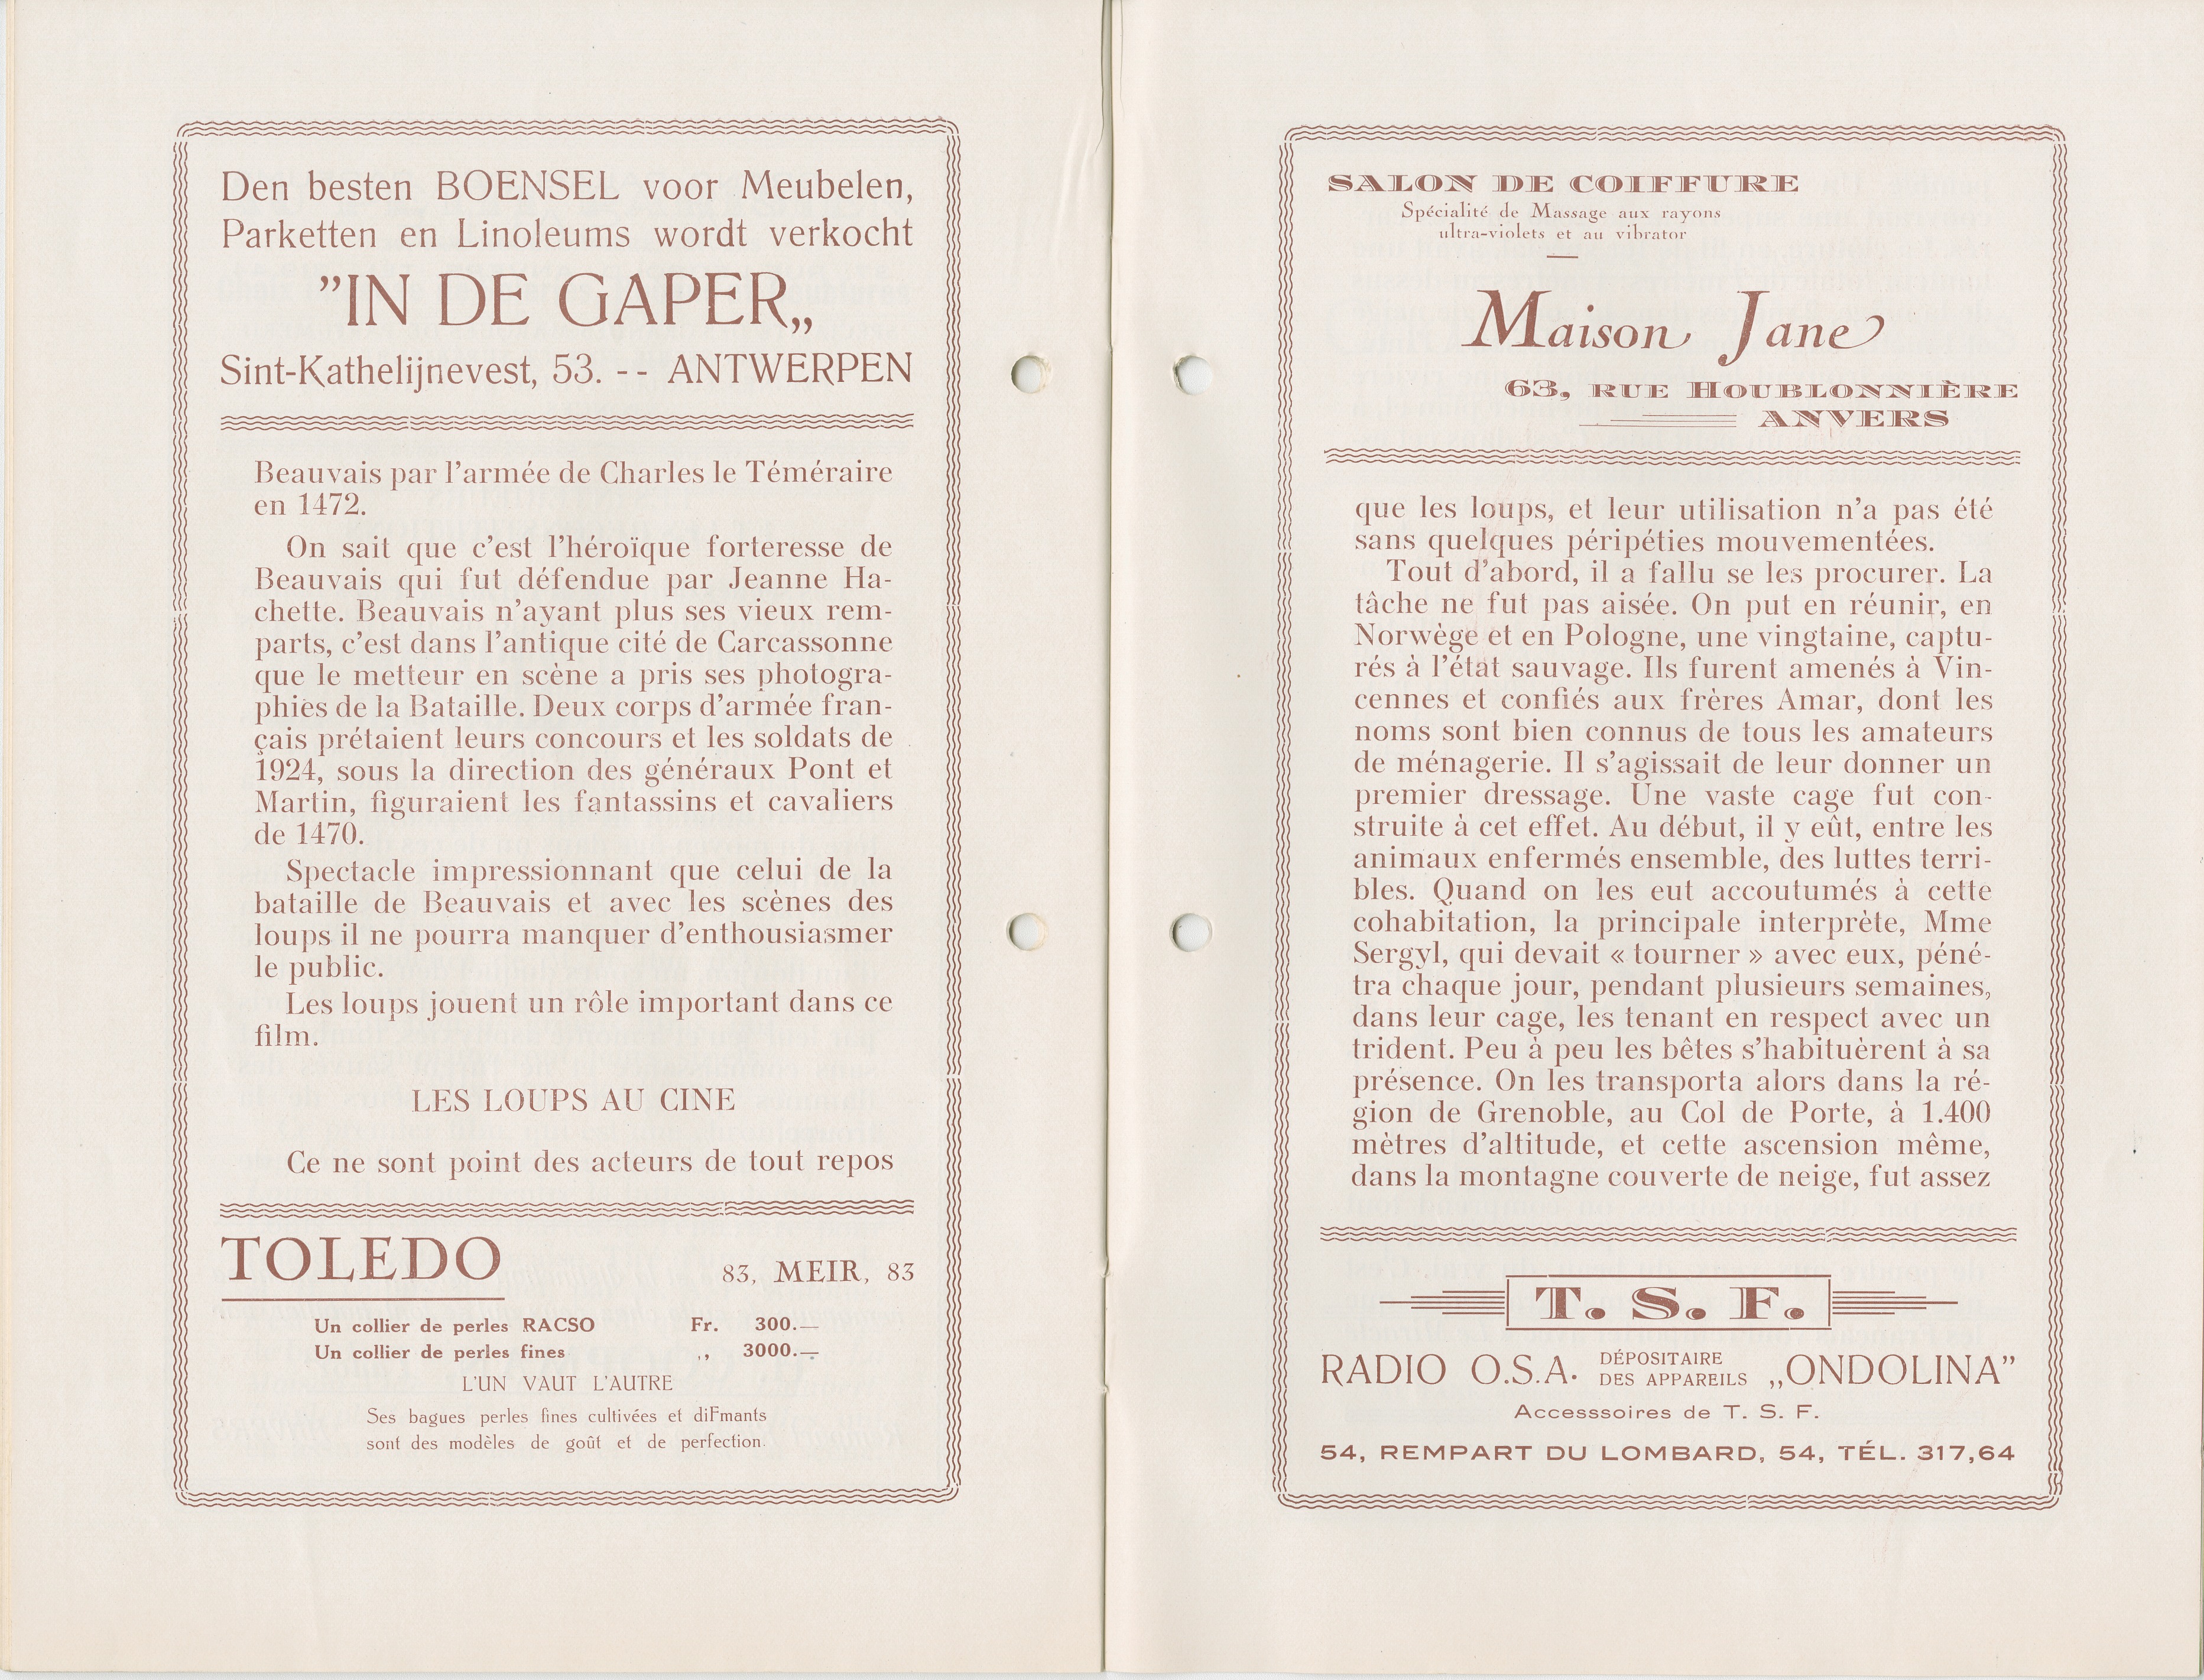 Den besten BOENSEL voor Meubelen,
Parketten en Linoleums wordt verkocht
”IN DE GAPER„
Sint-Kathelijnevest, 53. -- ANTWERPEN
Beauvais par l’armée de Charles le Téméraire
en 1472.
On sait que c’est l’héroïque forteresse de
Beauvais qui fut défendue par Jeanne Ha-
chette. Beauvais n’ayant plus ses vieux rem-
parts, c’est dans l’antique cité de Carcassonne
que le metteur en scène a pris ses photogra-
phies de la Bataille. Deux corps d’armée fran-
çais prétaient leurs concours et les soldats de
1924, sous la direction des généraux Pont et
Martin, figuraient les fantassins et cavaliers
de 1470.
Spectacle impressionnant que celui de la
bataille de Beauvais et avec les scènes des
loups il ne pourra manquer d’enthousiasmer
le public.
Les loups jouent un rôle important dans ce
film.
LES LOUPS AU CINE
Ce ne sont point des acteurs de tout repos
TOLEDO 83, MEIR, 83
Un collier de perles RACSO Fr. 300.—
Un collier de perles fines ,, 3000.—
L'UN VAUT L'AUTRE
Ses bagues perles fines cultivées et diFmants
sont des modèles de goût et de perfection.
SALON DE COIFFURE
Spécialité de Massage aux rayons
ultra-violets et au vibrator
Maison Jane
63, RUE HOUBLONNIÈRE
ANVERS
que les loups, et leur utilisation n’a pas été
sans quelques péripéties mouvementées.
Tout d’abord, il a fallu se les procurer. La
tâche ne fut pas aisée. On put en réunir, en
Norwège et en Pologne, une vingtaine, captu-
rés à l’état sauvage. Ils furent amenés à Vin-
cennes et confiés aux frères Amar, dont les
noms sont bien connus de tous les amateurs
de ménagerie. Il s’agissait de leur donner un
premier dressage. Une vaste cage fut con-
struite à cet effet. Au début, il y eût, entre les
animaux enfermés ensemble, des luttes terri-
bles. Quand on les eut accoutumés à cette
cohabitation, la principale interprète, Mme
Sergyl, qui devait « tourner » avec eux, péné-
tra chaque jour, pendant plusieurs semaines,
dans leur cage, les tenant en respect avec un
trident. Peu à peu les bêtes s’habituèrent à sa
présence. On les transporta alors dans la ré-
gion de Grenoble, au Col de Porte, à 1.400
mètres d’altitude, et cette ascension même,
dans la montagne couverte de neige, fut assez
T. S. F.
RADIO O.S.A. DÉPOSITAIRE DES APPAREILS „ONDOLINA”
Accesssoires de T. S. F.
54, REMPART DU LOMBARD, 54, TÉL. 317,64